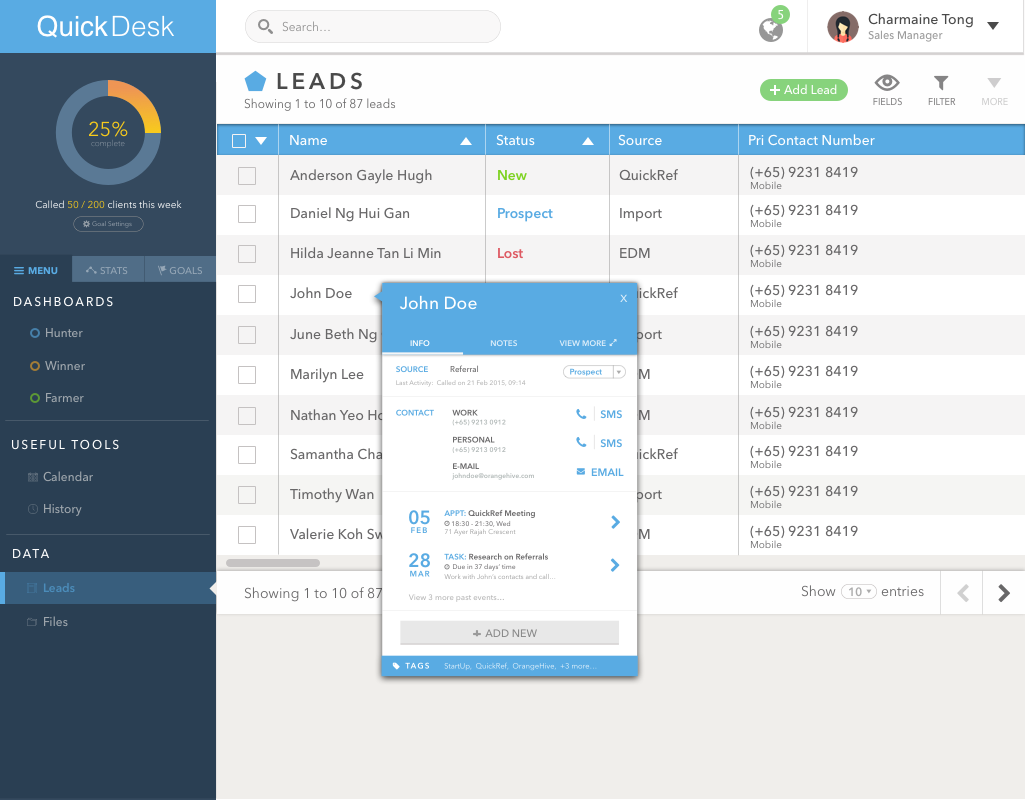 QuickDesk
Search...
5
Charmaine Tong
Sales Manager
25%
complete
Called 50 / 200 clients this week
Goal Settings
MENU
STATS
GOALS
DASHBOARDS
Hunter
Winner
Farmer
USEFUL TOOLS
Calendar
History
DATA
Leads
Files
LEADS
Showing 1 to 10 of 87 leads
+ Add Lead
FIELDS
FILTER
MORE
Name Status Source Pri Contact Number
Anderson Gayle Hugh New QuickRef (+65) 9231 8419
Mobile
Daniel Ng Hui Gan Prospect Import (+65) 9231 8419
Mobile
Hilda Jeanne Tan Li Min Lost EDM (+65) 9231 8419
Mobile
John Doe uickRef (+65) 9231 8419
Mobile
June Beth Ng port (+65) 9231 8419
Mobile
Marilyn Lee M (+65) 9231 8419
Mobile
Nathan Yeo Ho M (+65) 9231 8419
Mobile
Samantha Cha uickRef (+65) 9231 8419
Mobile
Timothy Wan port (+65) 9231 8419
Mobile
Valerie Koh Sw M (+65) 9231 8419
Mobile
Showing 1 to 10 of 87
Show 10 entries
John Doe
X
INFO NOTES VIEW MORE
SOURCE Referral Prospect
Last Activity: Called on 21 Feb 2015, 09:14
CONTACT WORK SMS
(+65) 9213 0912
PERSONAL SMS
(+65) 9213 0912
E-MAIL EMAIL
johndoe@orangehive.com
05 FEB
APPT: QuickRef Meeting
18:30 - 21:30, Wed
71 Ayer Rajah Crescent
28 MAR
TASK: Research on Referrals
Due in 37 days' time
Work with John's contacts and call...
View 3 more past events...
+ ADD NEW
TAGS StartUp, QuickRef, OrangeHive, +3 more...